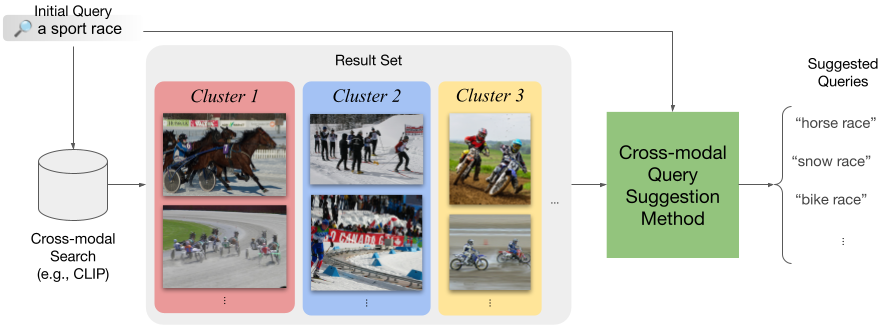 Initial Query
a sport race
Result Set
Cluster 1
Cluster 2
Cluster 3
CANADA
...
Cross-modal
Search
(e.g., CLIP)
Cross-modal
Query
Suggestion
Method
Suggested
Queries
“horse race”
“snow race”
“bike race”